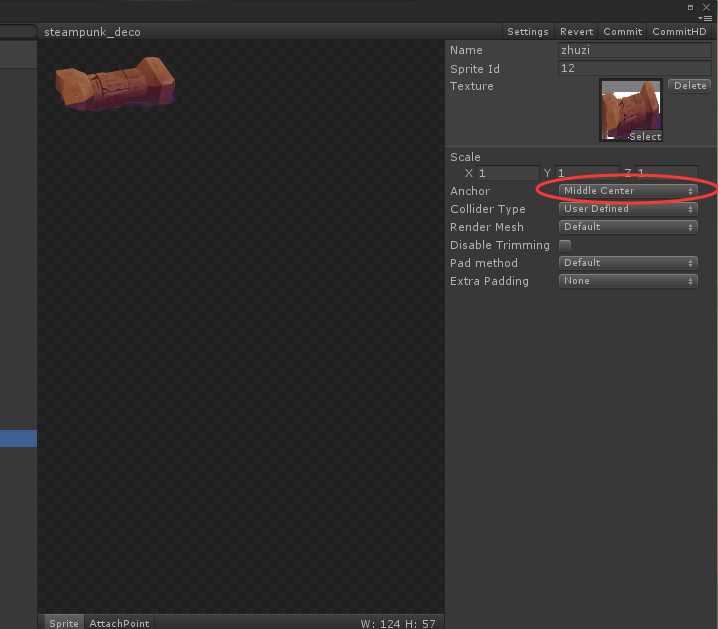 steampunk_deco
Settings Revert Commit CommitHD
Name zhuzi
Sprite Id 12
Texture Delete
Select
Scale
X 1 Y 1 Z 1
Anchor Middle Center
Collider Type User Defined
Render Mesh Default
Disable Trimming
Pad method Default
Extra Padding None
Sprite AttachPoint W: 124 H: 57